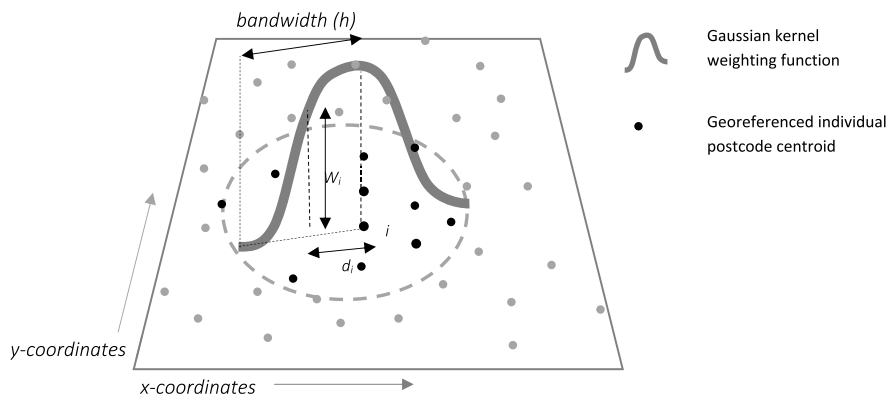 bandwidth (h)
Gaussian kernel
weighting function
Georeferenced individual
postcode centroid
Wi
i
di
y-coordinates
x-coordinates